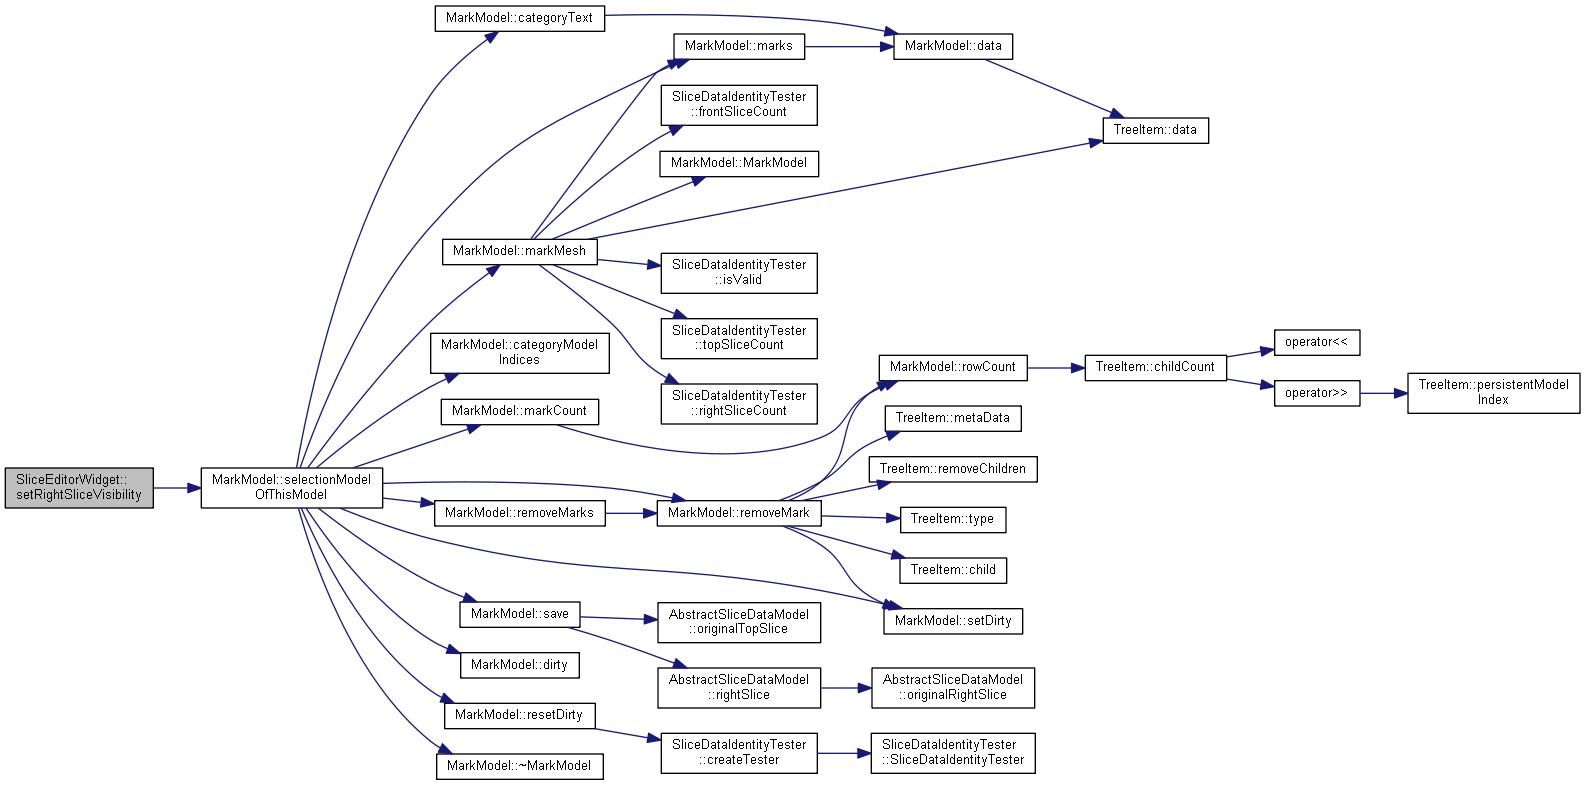 MarkModel::categoryText
MarkModel::marks
MarkModel::data
SliceDataIdentityTester
::frontSliceCount
TreeItem::data
MarkModel::MarkModel
MarkModel::markMesh
SliceDataIdentityTester
::isValid
SliceDataIdentityTester
::topSliceCount
MarkModel::categoryModel
Indices
MarkModel::rowCount
TreeItem::childCount
operator<<
operator>>
TreeItem::persistentModel
Index
SliceDataIdentityTester
::rightSliceCount
MarkModel::markCount
TreeItem::metaData
TreeItem::removeChildren
SliceEditorWidget::
setRightSliceVisibility
MarkModel::selectionModel
OfThisModel
MarkModel::removeMarks
MarkModel::removeMark
TreeItem::type
TreeItem::child
MarkModel::save
AbstractSliceDataModel
::originalTopSlice
MarkModel::setDirty
MarkModel::dirty
AbstractSliceDataModel
::rightSlice
AbstractSliceDataModel
::originalRightSlice
MarkModel::resetDirty
SliceDataIdentityTester
::createTester
SliceDataIdentityTester
::SliceDataIdentityTester
MarkModel::~MarkModel